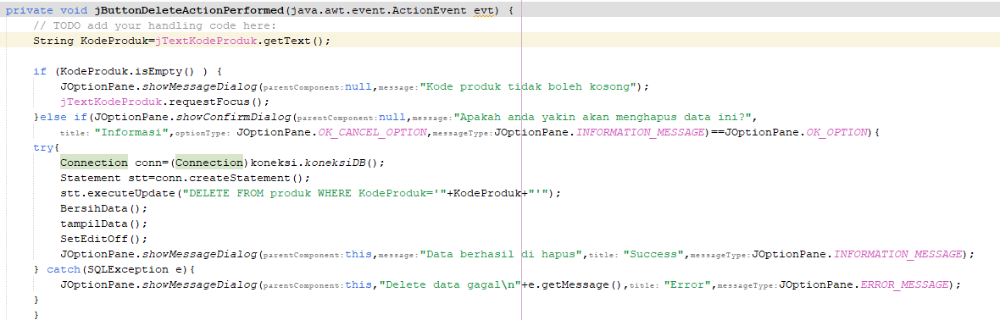 private void jButtonDeleteActionPerformed(java.awt.event.ActionEvent evt) {
// TODO add your handling code here:
String KodeProduk=jTextKodeProduk.getText();
if (KodeProduk.isEmpty() ) {
JOptionPane.showMessageDialog(parentComponent:null,message:"Kode produk tidak boleh kosong");
jTextKodeProduk.requestFocus();
}else if(JOptionPane.showConfirmDialog(parentComponent:null,message:"Apakah anda yakin akan menghapus data ini?",
title: "Informasi",optionType: JOptionPane.OK_CANCEL_OPTION,messageType:JOptionPane.INFORMATION_MESSAGE)==JOptionPane.OK_OPTION){
try{
Connection conn=(Connection)koneksi.koneksiDB();
Statement stt=conn.createStatement();
stt.executeUpdate("DELETE FROM produk WHERE KodeProduk='"+KodeProduk+"'");
BersihData();
tampilData();
SetEditOff();
JOptionPane.showMessageDialog(parentComponent:this,message:"Data berhasil di hapus",title: "Success",messageType:JOptionPane.INFORMATION_MESSAGE);
} catch(SQLException e){
JOptionPane.showMessageDialog(parentComponent:this,"Delete data gagal\n"+e.getMessage(),title: "Error",messageType:JOptionPane.ERROR_MESSAGE);
}
}